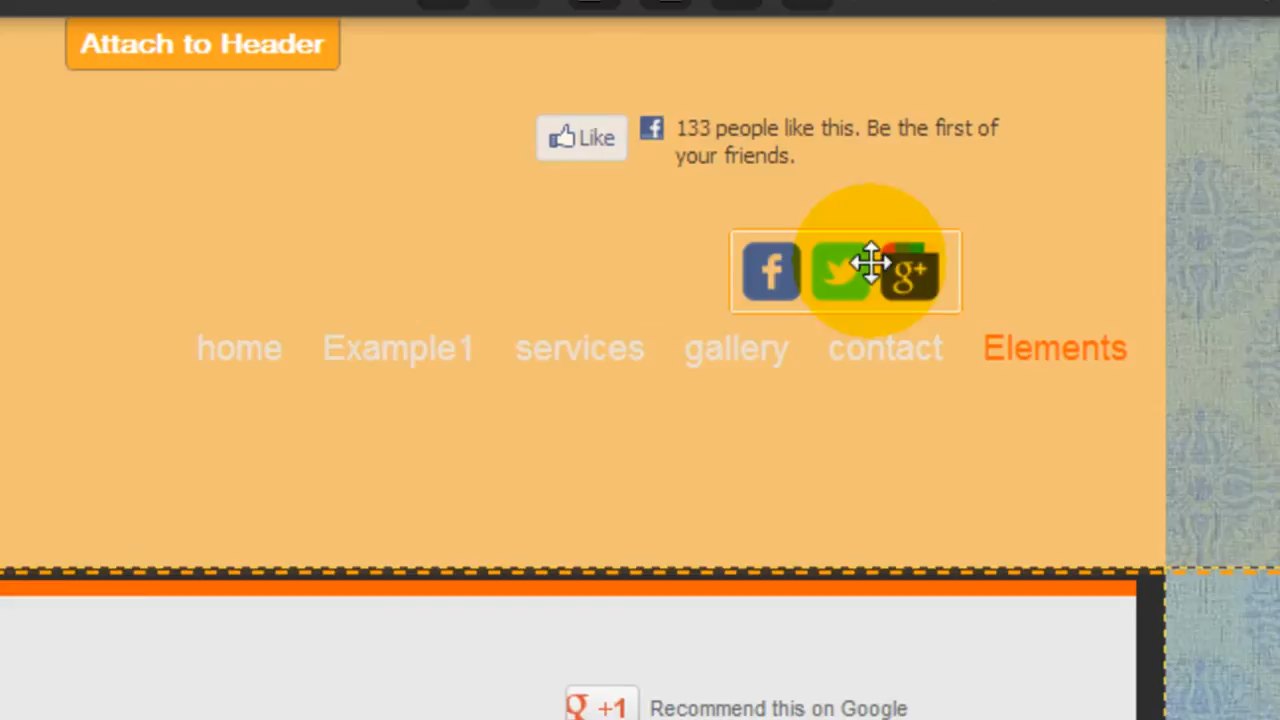 Attach to Header
Like
133 people like this. Be the first of
your friends.
f
g+
home Example1 services gallery contact Elements
g +1 Recommend this on Google